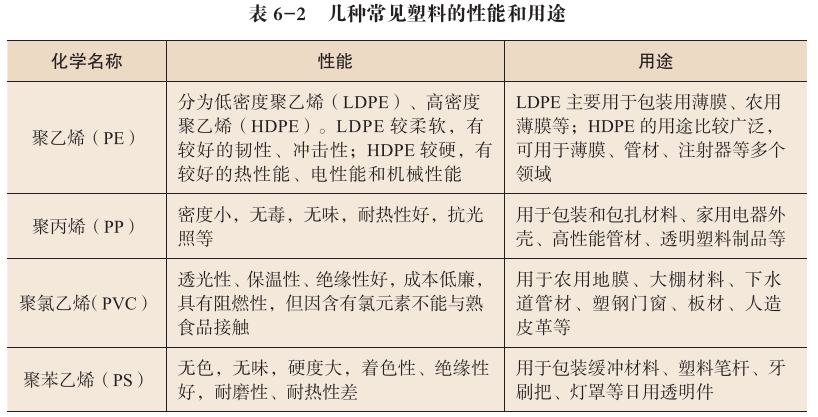 表 6-2 几种常见塑料的性能和用途
化学名称 性能 用途
聚乙烯（PE）
分为低密度聚乙烯（LDPE）、高密度
聚乙烯（HDPE）。LDPE 较柔软，有
较好的韧性、冲击性；HDPE 较硬，有
较好的热性能、电性能和机械性能
LDPE 主要用于包装用薄膜、农用
薄膜等；HDPE 的用途比较广泛，
可用于薄膜、管材、注射器等多个
领域
聚丙烯（PP）
密度小，无毒，无味，耐热性好，抗光
照等
用于包装和包扎材料、家用电器外
壳、高性能管材、透明塑料制品等
聚氯乙烯（PVC）
透光性、保温性、绝缘性好，成本低廉，
具有阻燃性，但因含有氯元素不能与熟
食品接触
用于农用地膜、大棚材料、下水
道管材、塑钢门窗、板材、人造
皮革等
聚苯乙烯（PS）
无色，无味，硬度大，着色性、绝缘性
好，耐磨性、耐热性差
用于包装缓冲材料、塑料笔杆、牙
刷把、灯罩等日用透明件